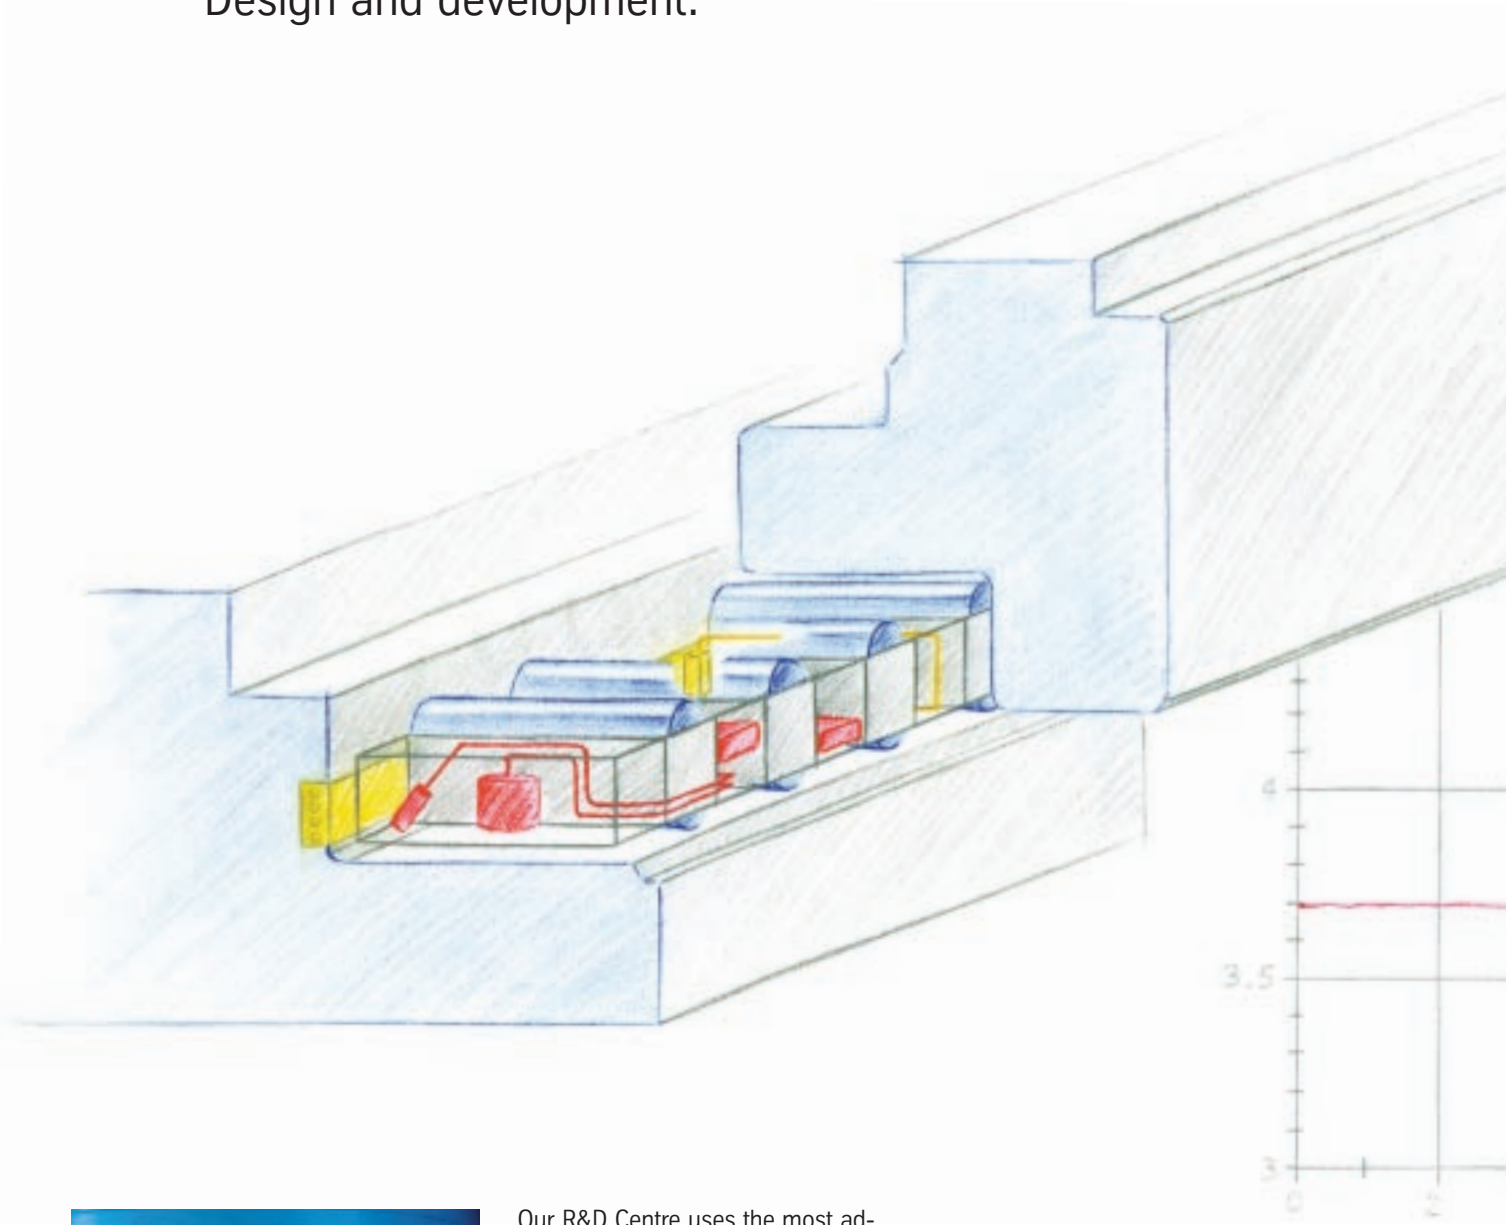 Design and development.
4
3.5
3
0
Our R&D Centre uses the most ad-